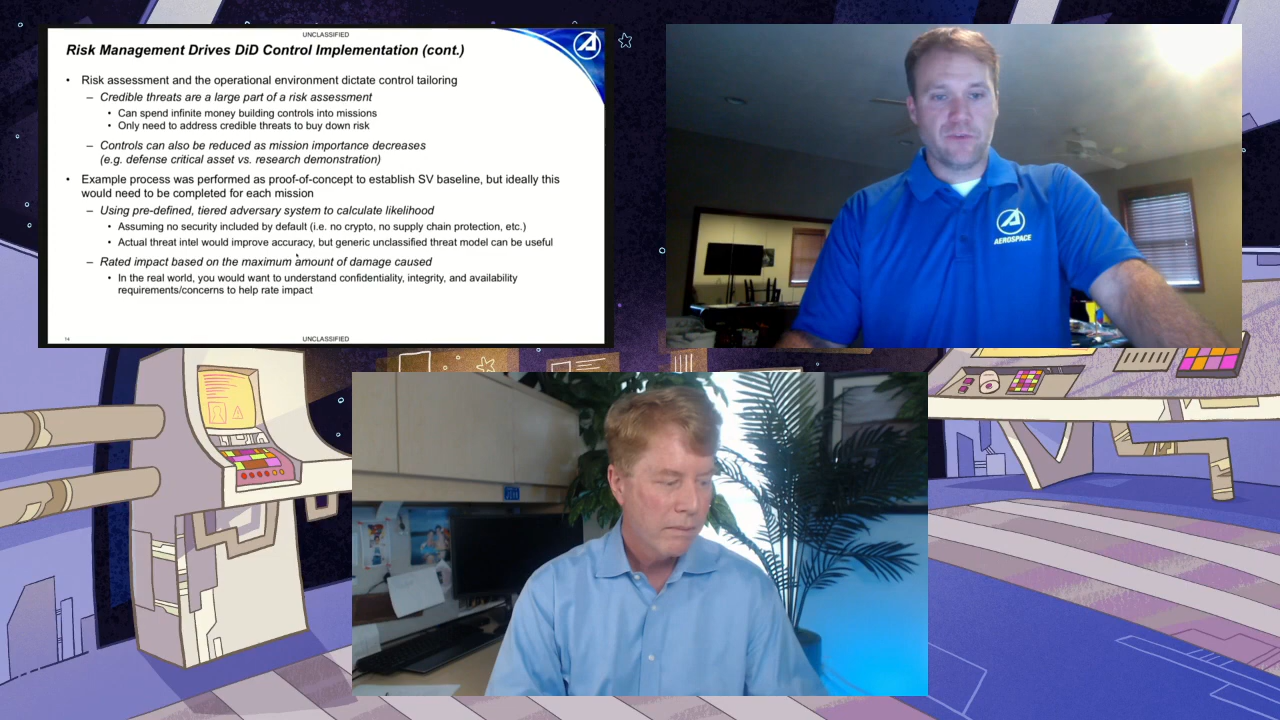 UNCLASSIFIED
Risk Management Drives DiD Control Implementation (cont.)
• Risk assessment and the operational environment dictate control tailoring
– Credible threats are a large part of a risk assessment
• Can spend infinite money building controls into missions
• Only need to address credible threats to buy down risk
– Controls can also be reduced as mission importance decreases
(e.g. defense critical asset vs. research demonstration)
• Example process was performed as proof-of-concept to establish SV baseline, but ideally this
would need to be completed for each mission
– Using pre-defined, tiered adversary system to calculate likelihood
• Assuming no security included by default (i.e. no crypto, no supply chain protection, etc.)
• Actual threat intel would improve accuracy, but generic unclassified threat model can be useful
– Rated impact based on the maximum amount of damage caused
• In the real world, you would want to understand confidentiality, integrity, and availability
requirements/concerns to help rate impact
14
UNCLASSIFIED
AEROSPACE